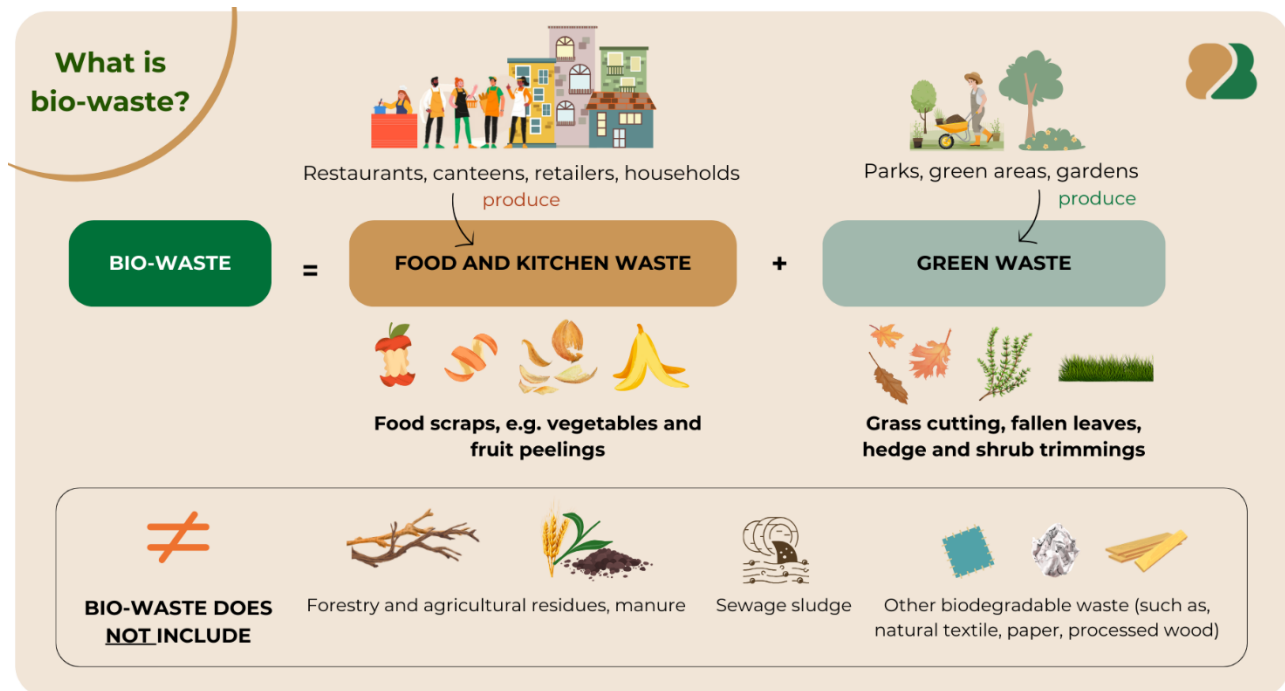 What is
bio-waste?
Restaurants, canteens, retailers, households
produce
Parks, green areas, gardens
produce
BIO-WASTE
=
FOOD AND KITCHEN WASTE
+
GREEN WASTE
Food scraps, e.g. vegetables and
fruit peelings
Grass cutting, fallen leaves,
hedge and shrub trimmings
≠
BIO-WASTE DOES
NOT INCLUDE
Forestry and agricultural residues, manure
Sewage sludge
Other biodegradable waste (such as,
natural textile, paper, processed wood)